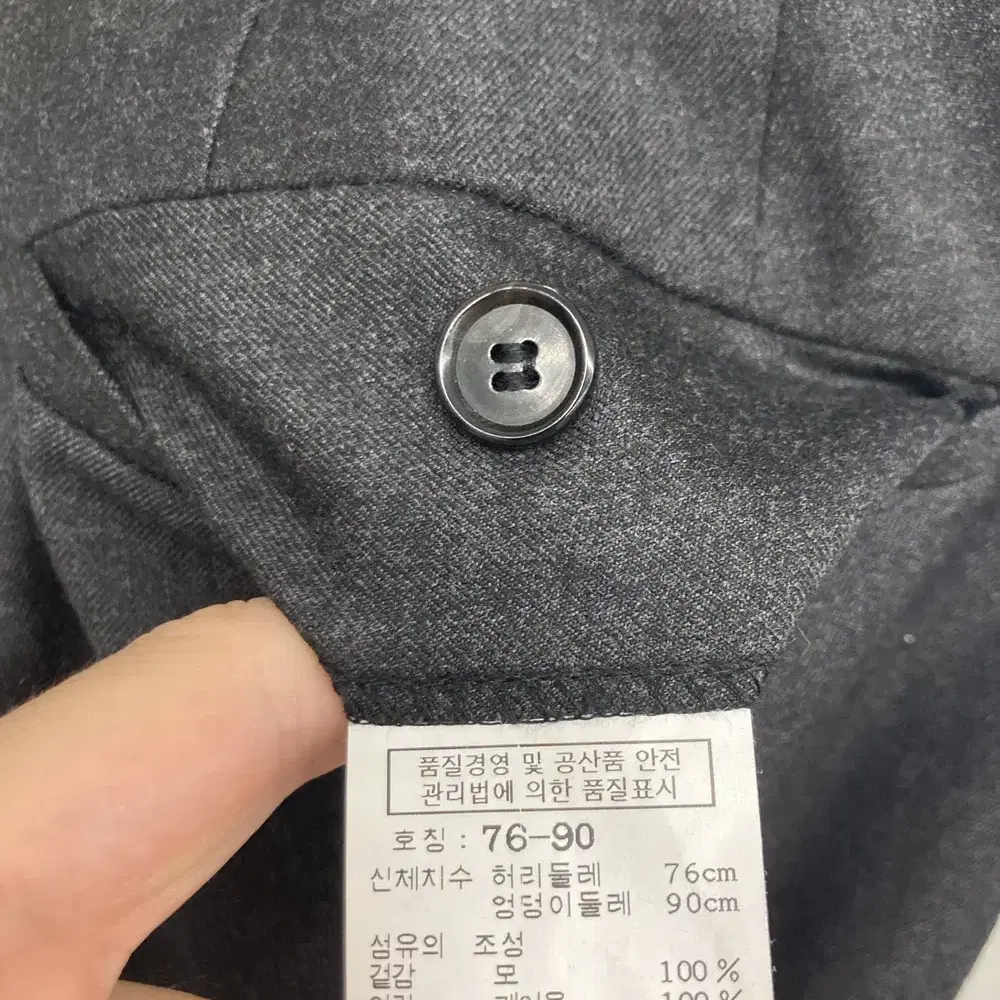 품질경영 및 공산품 안전
관리법에 의한 품질표시
호칭 : 76-90
신체치수 허리둘레 76cm
엉덩이둘레 90cm
섬유의 조성
겉감 모 100%
100%